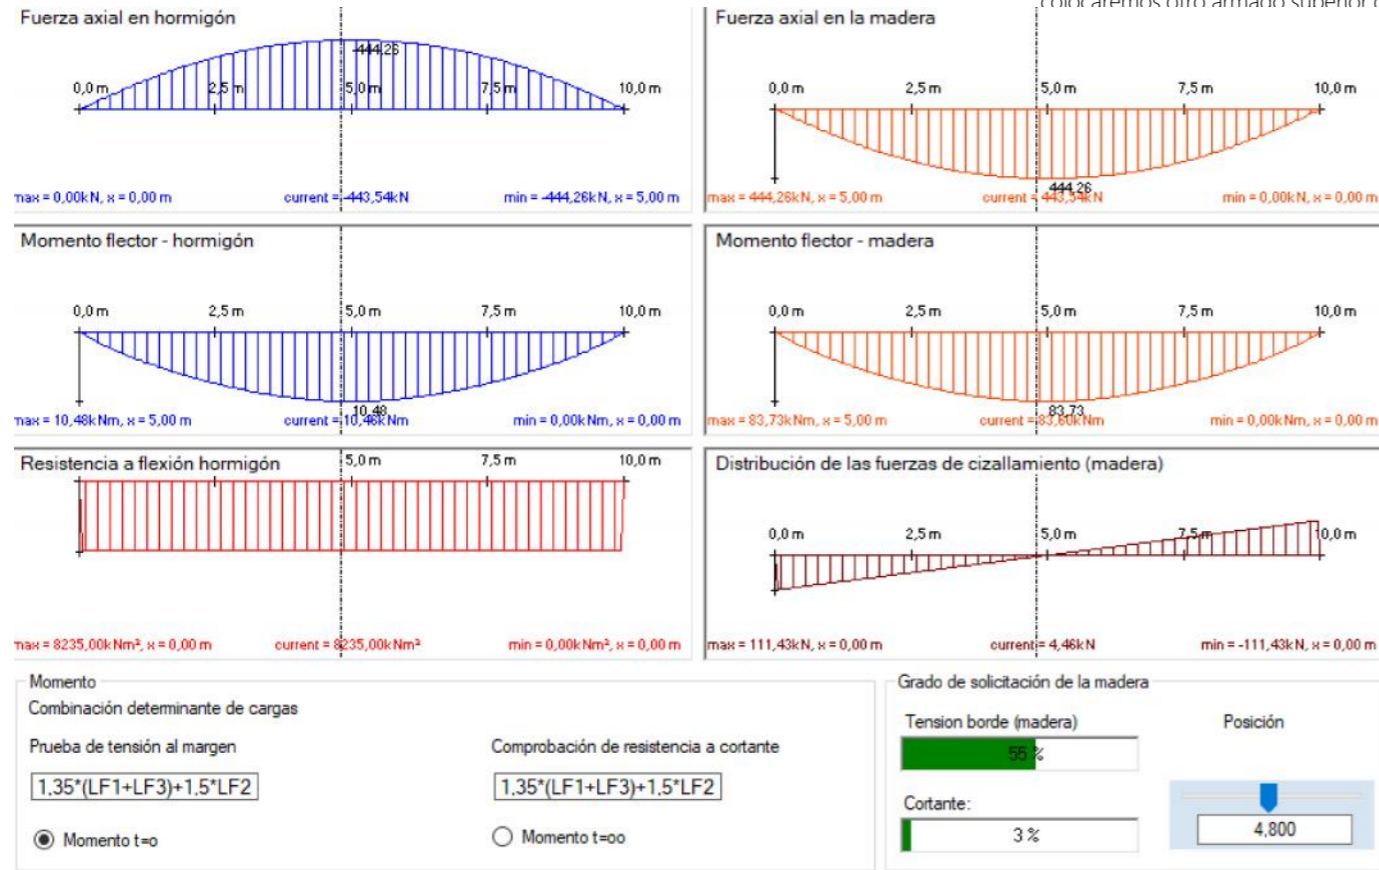 colocaremos otro armado superior
Fuerza axial en hormigón
-444,26
0,0 m 2,5 m 5,0 m 7,5 m 10,0 m
max = 0,00kN, x = 0,00 m current = -443,54kN min = -444,26kN, x = 5,00 m
Fuerza axial en la madera
0,0 m 2,5 m 5,0 m 7,5 m 10,0 m
444,26
max = 444,26kN, x = 5,00 m current = 443,54kN min = 0,00kN, x = 0,00 m
Momento flector - hormigón
0,0 m 2,5 m 5,0 m 7,5 m 10,0 m
10,48
max = 10,48kNm, x = 5,00 m current = 10,46kNm min = 0,00kNm, x = 0,00 m
Momento flector - madera
0,0 m 2,5 m 5,0 m 7,5 m 10,0 m
83,73
max = 83,73kNm, x = 5,00 m current = 83,60kNm min = 0,00kNm, x = 0,00 m
Resistencia a flexión hormigón
5,0 m 7,5 m 10,0 m
max = 8235,00kNm², x = 0,00 m current = 8235,00kNm² min = 0,00kNm², x = 0,00 m
Distribución de las fuerzas de cizallamiento (madera)
0,0 m 2,5 m 5,0 m 7,5 m 10,0 m
max = 111,43kN, x = 0,00 m current = 4,46kN min = -111,43kN, x = 0,00 m
Momento
Combinación determinante de cargas
Prueba de tensión al margen
1,35*(LF1+LF3)+1,5*LF2
Momento t=o
Comprobación de resistencia a cortante
1,35*(LF1+LF3)+1,5*LF2
Momento t=oo
Grado de solicitación de la madera
Tension borde (madera)
55 %
Cortante:
3 %
Posición
4,800